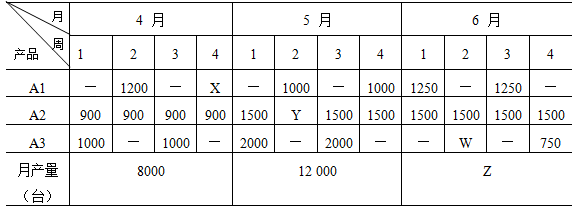 月 4 月 5 月 6 月
周
产品 1 2 3 4 1 2 3 4 1 2 3 4
A1 — 1200 — X — 1000 — 1000 1250 — 1250 —
A2 900 900 900 900 1500 Y 1500 1500 1500 1500 1500 1500
A3 1000 — 1000 — 2000 — 2000 — — W — 750
月产量 8000 12 000 Z
（台）